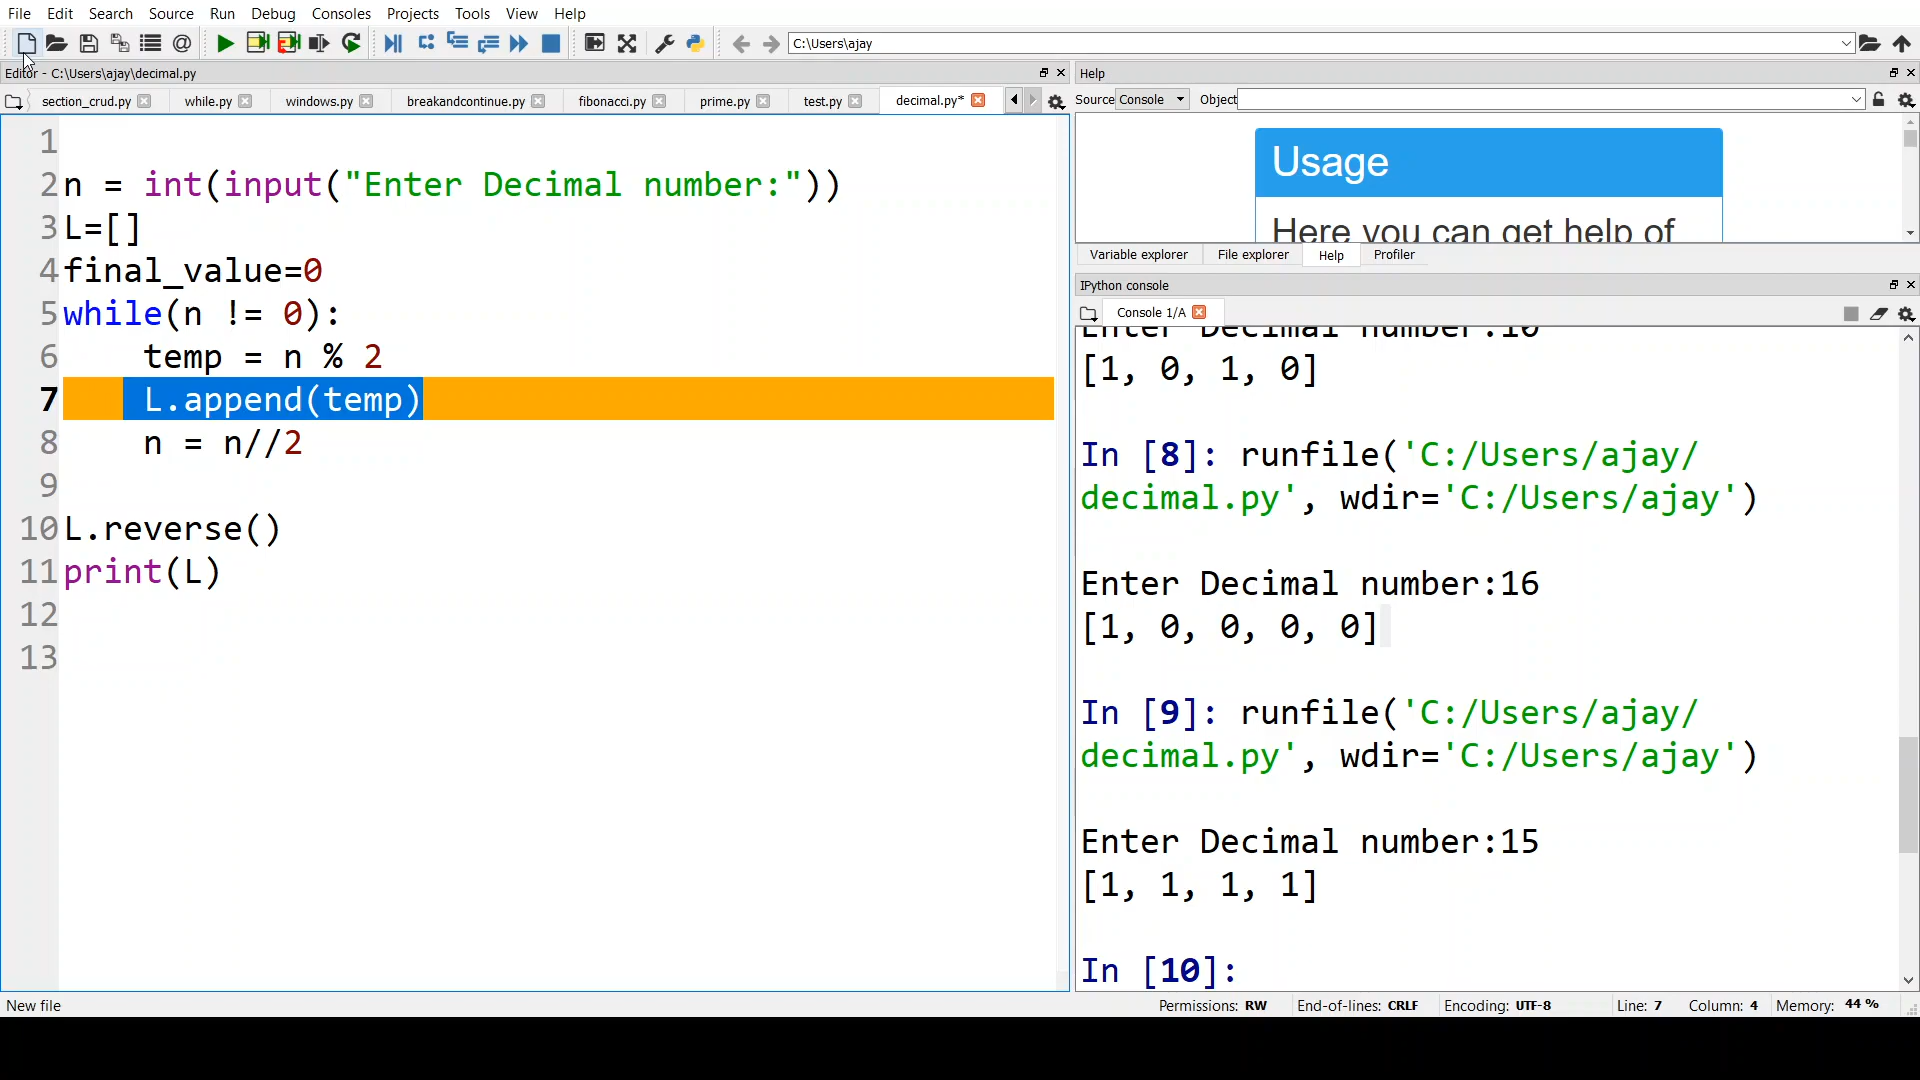 File Edit Search Source Run Debug Consoles Projects Tools View Help
C:\Users\ajay
Editor - C:\Users\ajay\decimal.py
section_crud.py while.py windows.py breakandcontinue.py fibonacci.py prime.py test.py decimal.py*
1
2 n = int(input("Enter Decimal number:"))
3 L=[]
4 final_value=0
5 while(n != 0):
6 temp = n % 2
7 L.append(temp)
8 n = n//2
9
10 L.reverse()
11 print(L)
12
13
Help
Source Console Object
Usage
Here you can get help of
Variable explorer File explorer Help Profiler
IPython console
Console 1/A
Enter Decimal number:10
[1, 0, 1, 0]
In [8]: runfile('C:/Users/ajay/
decimal.py', wdir='C:/Users/ajay')
Enter Decimal number:16
[1, 0, 0, 0, 0]
In [9]: runfile('C:/Users/ajay/
decimal.py', wdir='C:/Users/ajay')
Enter Decimal number:15
[1, 1, 1, 1]
In [10]:
New file Permissions: RW End-of-lines: CRLF Encoding: UTF-8 Line: 7 Column: 4 Memory: 44 %